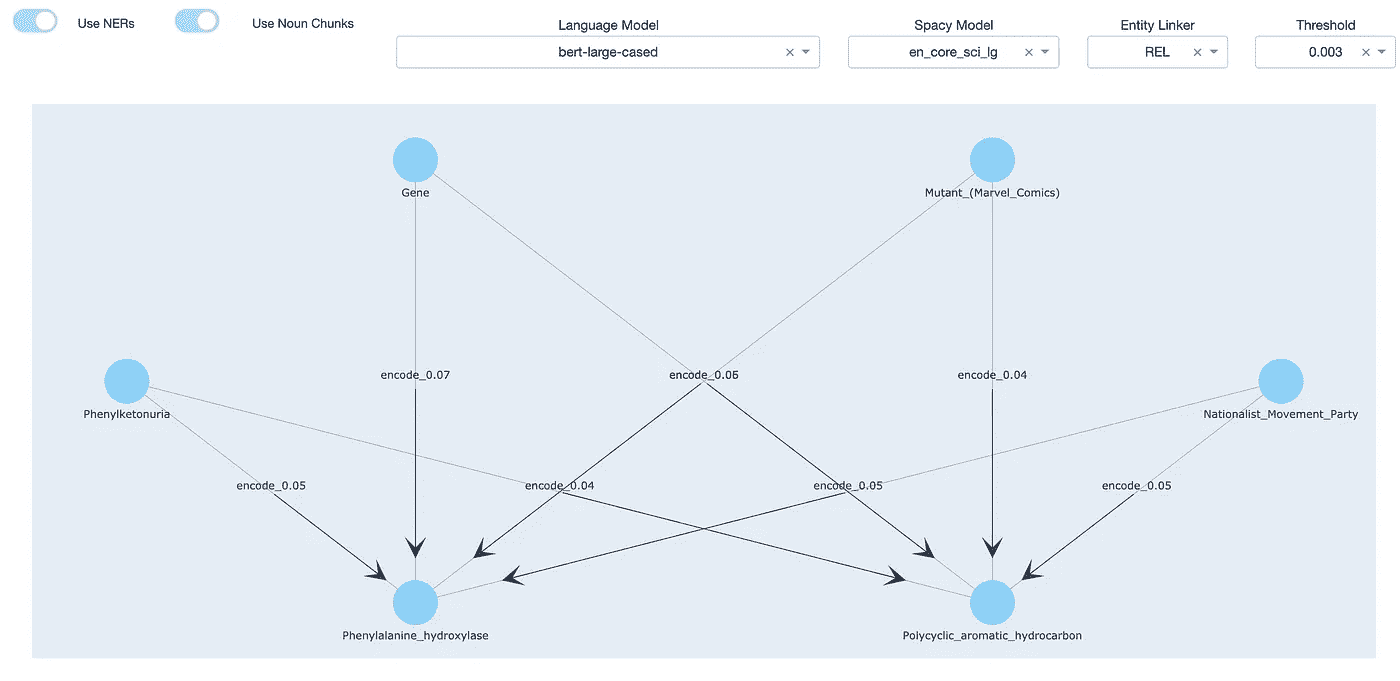 Use NERs
Use Noun Chunks
Language Model
Spacy Model
Entity Linker
Threshold
bert-large-cased
en_core_sci_lg
REL
0.003
Gene
Mutant_(Marvel_Comics)
encode_0.07
encode_0.06
encode_0.04
Phenylketonuria
Nationalist_Movement_Party
encode_0.05
encode_0.04
encode_0.05
encode_0.05
Phenylalanine_hydroxylase
Polycyclic_aromatic_hydrocarbon